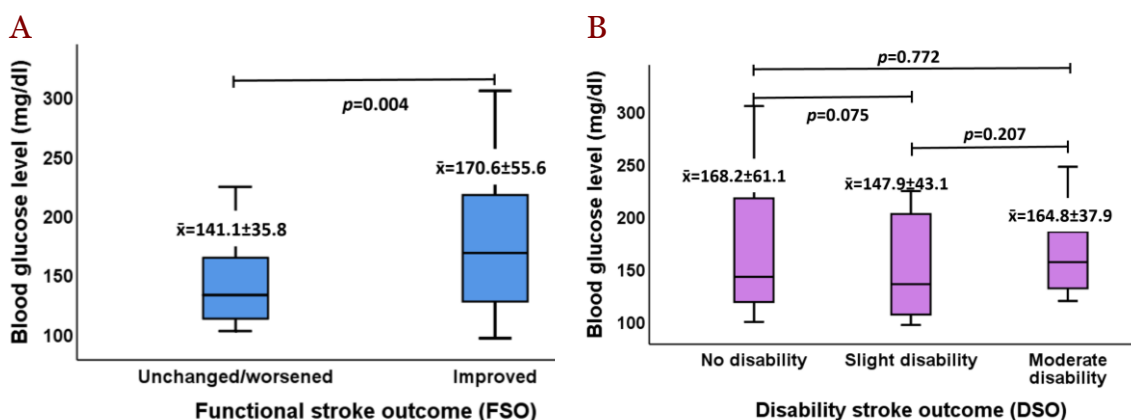 A
Blood glucose level (mg/dl)
300
250
200
150
100
p=0.004
x̄=141.1±35.8
x̄=170.6±55.6
Unchanged/worsened
Improved
Functional stroke outcome (FSO)
B
Blood glucose level (mg/dl)
300
250
200
150
100
p=0.772
p=0.075
p=0.207
x̄=168.2±61.1
x̄=147.9±43.1
x̄=164.8±37.9
No disability
Slight disability
Moderate
disability
Disability stroke outcome (DSO)